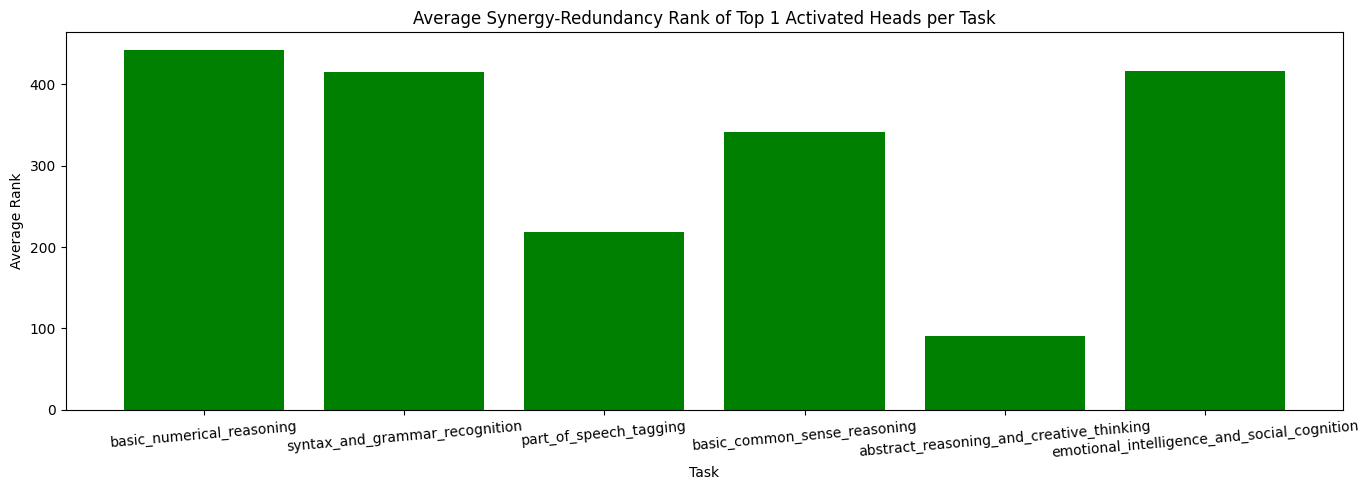 Average Synergy-Redundancy Rank of Top 1 Activated Heads per Task
Average Rank
400
300
200
100
0
basic_numerical_reasoning
syntax_and_grammar_recognition
part_of_speech_tagging
basic_common_sense_reasoning
abstract_reasoning_and_creative_thinking
emotional_intelligence_and_social_cognition
Task